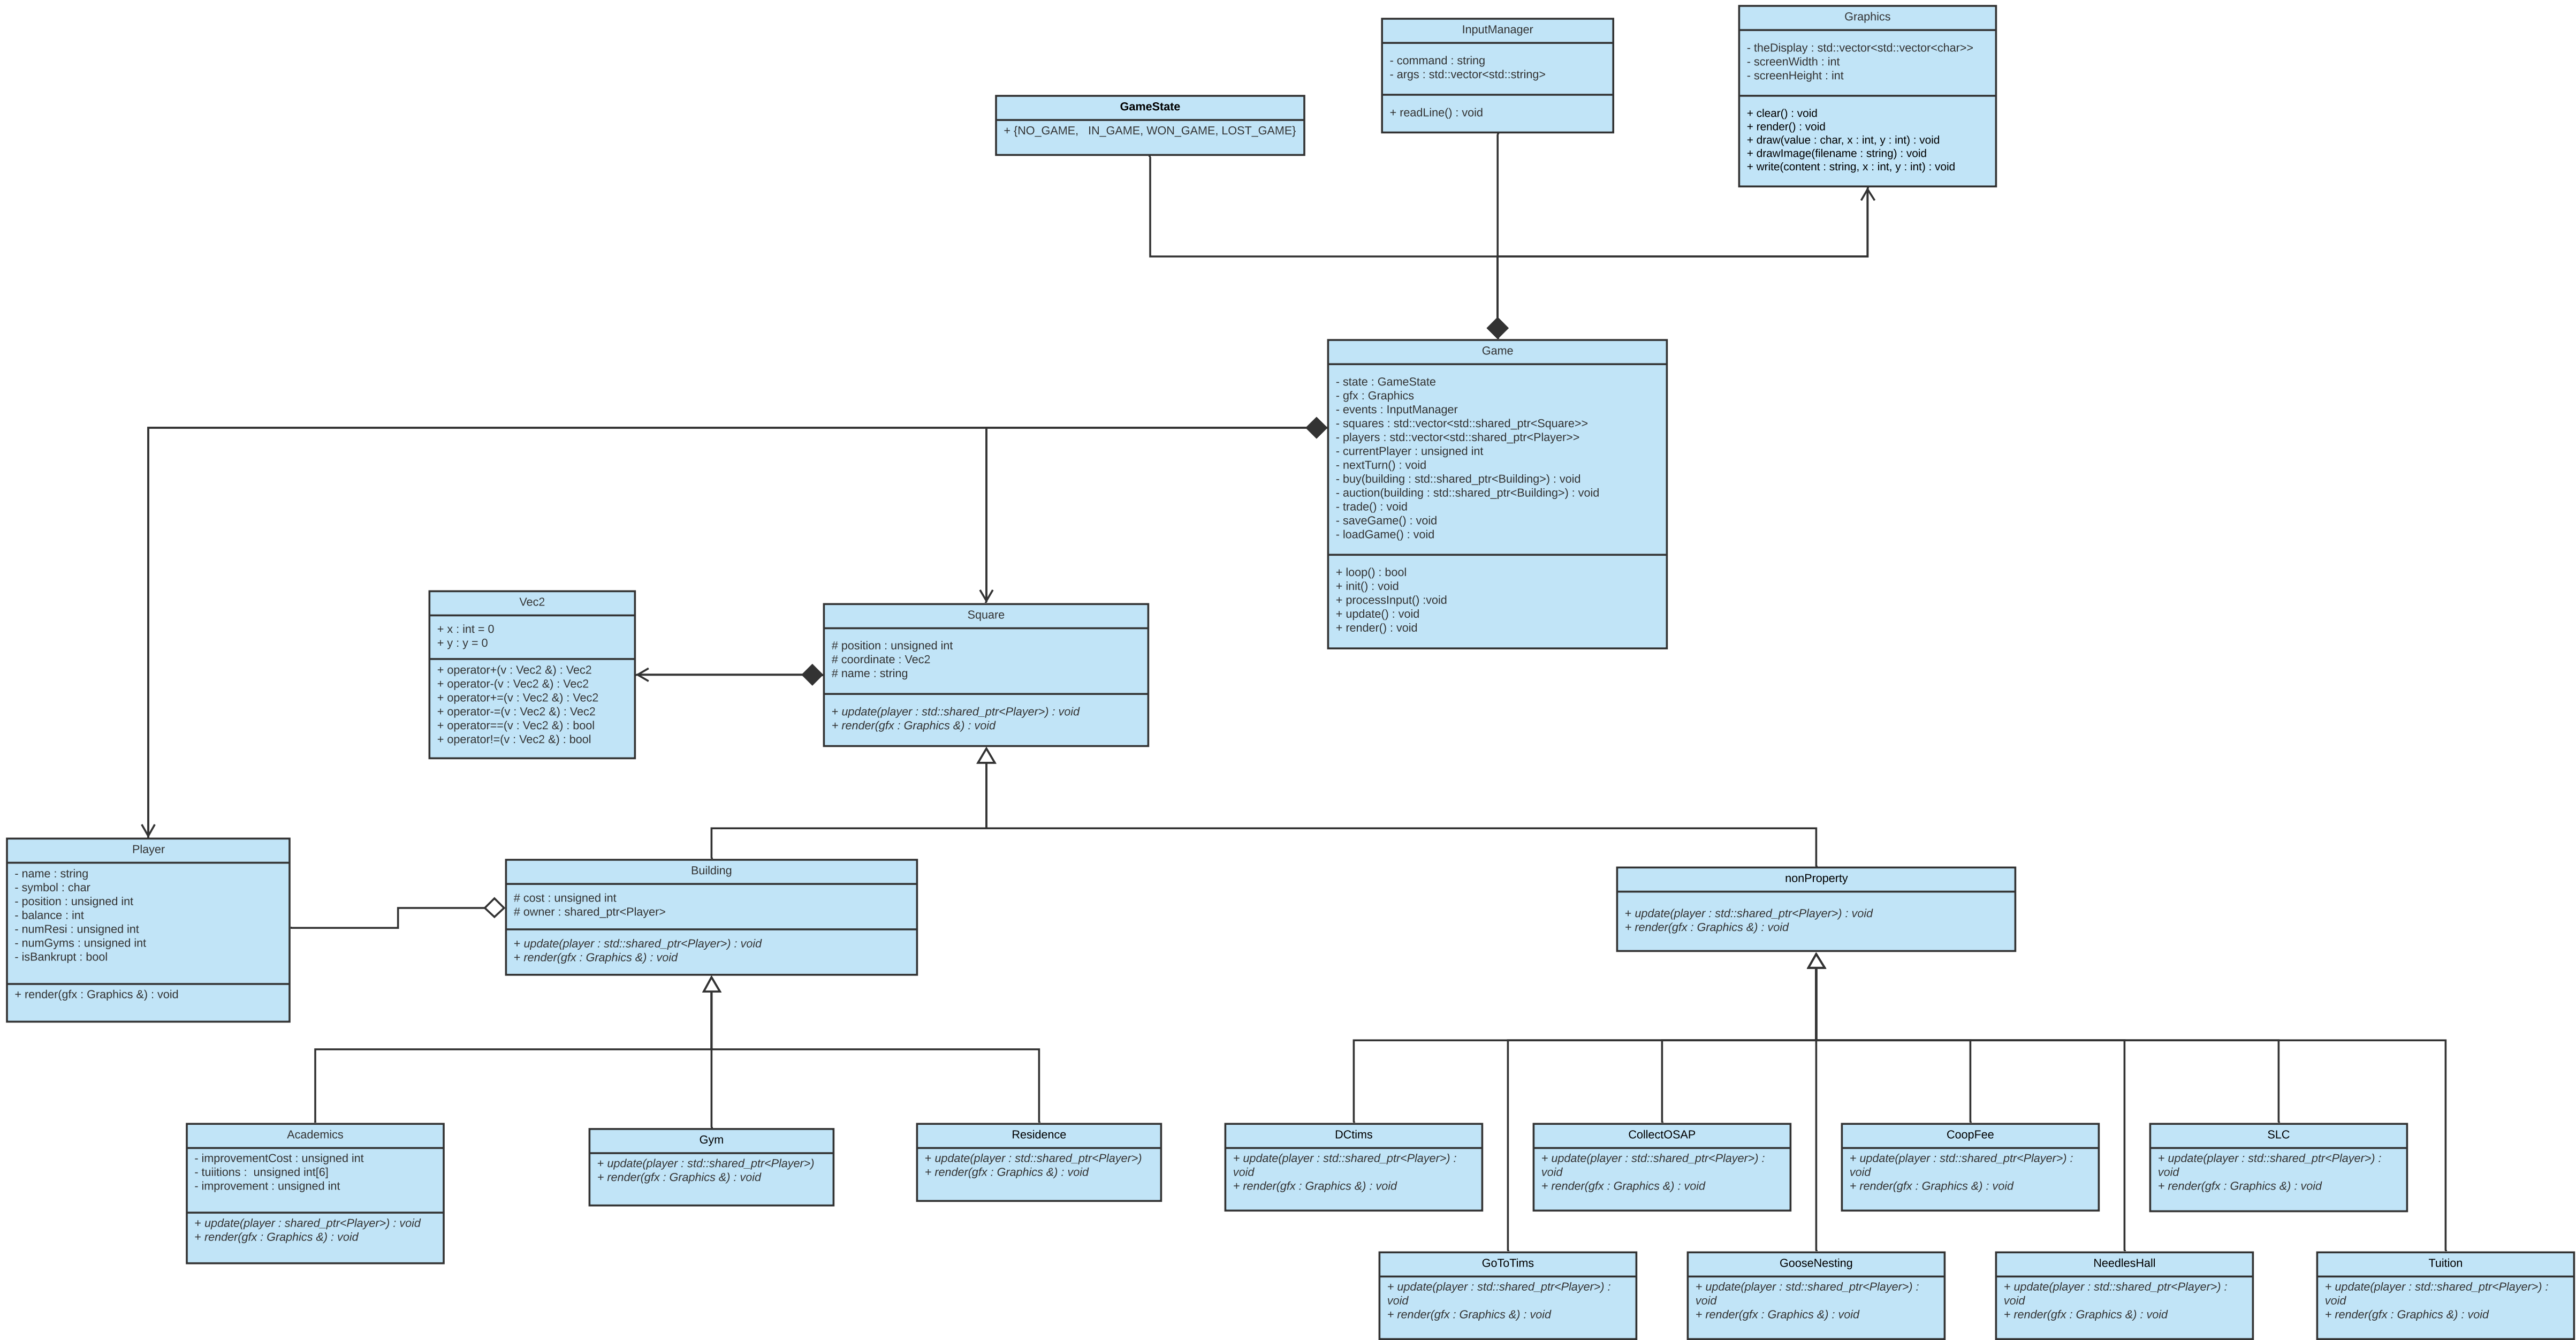 Graphics
- theDisplay : std::vector<std::vector<char>>
- screenWidth : int
- screenHeight : int
+ clear() : void
+ render() : void
+ draw(value : char, x : int, y : int) : void
+ drawImage(filename : string) : void
+ write(content : string, x : int, y : int) : void
InputManager
- command : string
- args : std::vector<std::string>
+ readLine() : void
GameState
+ {NO_GAME, IN_GAME, WON_GAME, LOST_GAME}
Game
- state : GameState
- gfx : Graphics
- events : InputManager
- squares : std::vector<std::shared_ptr<Square>>
- players : std::vector<std::shared_ptr<Player>>
- currentPlayer : unsigned int
- nextTurn() : void
- buy(building : std::shared_ptr<Building>) : void
- auction(building : std::shared_ptr<Building>) : void
- trade() : void
- saveGame() : void
- loadGame() : void
+ loop() : bool
+ init() : void
+ processInput() :void
+ update() : void
+ render() : void
Vec2
+ x : int = 0
+ y : y = 0
+ operator+(v : Vec2 &) : Vec2
+ operator-(v : Vec2 &) : Vec2
+ operator+=(v : Vec2 &) : Vec2
+ operator-=(v : Vec2 &) : Vec2
+ operator==(v : Vec2 &) : bool
+ operator!=(v : Vec2 &) : bool
Square
# position : unsigned int
# coordinate : Vec2
# name : string
+ update(player : std::shared_ptr<Player>) : void
+ render(gfx : Graphics &) : void
Player
- name : string
- symbol : char
- position : unsigned int
- balance : int
- numResi : unsigned int
- numGyms : unsigned int
- isBankrupt : bool
+ render(gfx : Graphics &) : void
Building
# cost : unsigned int
# owner : shared_ptr<Player>
+ update(player : std::shared_ptr<Player>) : void
+ render(gfx : Graphics &) : void
nonProperty
+ update(player : std::shared_ptr<Player>) : void
+ render(gfx : Graphics &) : void
Academics
- improvementCost : unsigned int
- tuiitions : unsigned int[6]
- improvement : unsigned int
+ update(player : shared_ptr<Player>) : void
+ render(gfx : Graphics &) : void
Gym
+ update(player : std::shared_ptr<Player>)
+ render(gfx : Graphics &) : void
Residence
+ update(player : std::shared_ptr<Player>)
+ render(gfx : Graphics &) : void
DCtims
+ update(player : std::shared_ptr<Player>) :
void
+ render(gfx : Graphics &) : void
CollectOSAP
+ update(player : std::shared_ptr<Player>) :
void
+ render(gfx : Graphics &) : void
CoopFee
+ update(player : std::shared_ptr<Player>) :
void
+ render(gfx : Graphics &) : void
SLC
+ update(player : std::shared_ptr<Player>) :
void
+ render(gfx : Graphics &) : void
GoToTims
+ update(player : std::shared_ptr<Player>) :
void
+ render(gfx : Graphics &) : void
GooseNesting
+ update(player : std::shared_ptr<Player>) :
void
+ render(gfx : Graphics &) : void
NeedlesHall
+ update(player : std::shared_ptr<Player>) :
void
+ render(gfx : Graphics &) : void
Tuition
+ update(player : std::shared_ptr<Player>) :
void
+ render(gfx : Graphics &) : void